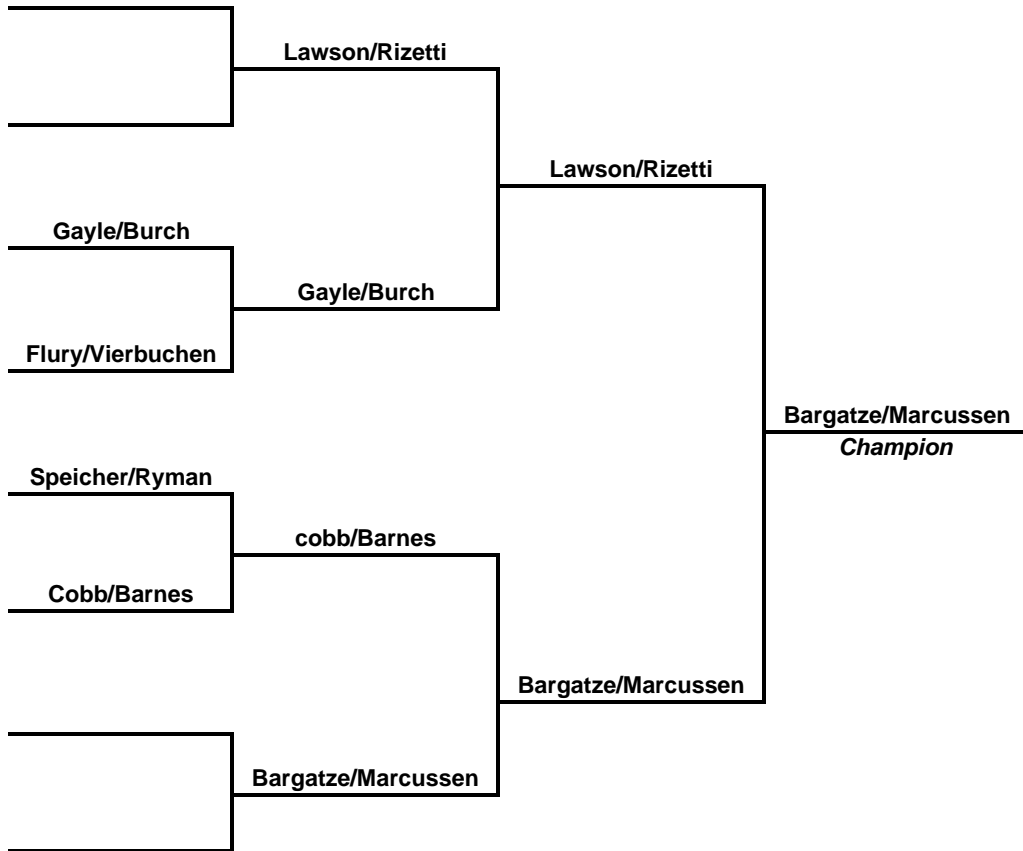 Lawson/Rizetti
Lawson/Rizetti
Gayle/Burch
Gayle/Burch
Flury/Vierbuchen
Bargatze/Marcussen
Champion
Speicher/Ryman
cobb/Barnes
Cobb/Barnes
Bargatze/Marcussen
Bargatze/Marcussen